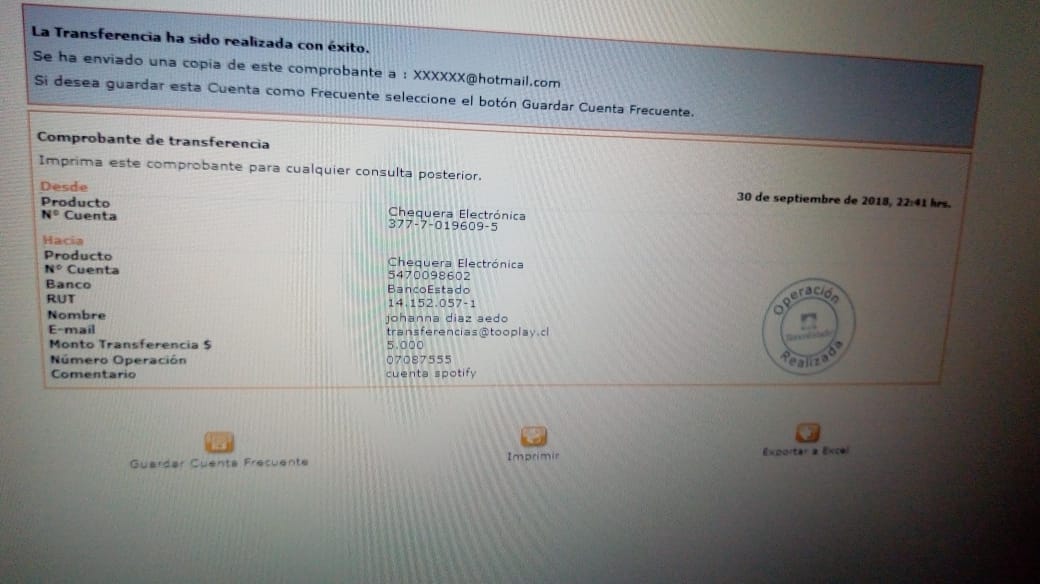 La Transferencia ha sido realizada con éxito.
Se ha enviado una copia de este comprobante a : XXXXXX@hotmail.com
Si desea guardar esta Cuenta como Frecuente seleccione el botón Guardar Cuenta Frecuente.
Comprobante de transferencia
Imprima este comprobante para cualquier consulta posterior.
30 de septiembre de 2018, 22:41 hrs.
Desde
Producto Chequera Electrónica
Nº Cuenta 377-7-019609-5
Hacia
Producto Chequera Electrónica
Nº Cuenta 5470098602
Banco BancoEstado
RUT 14.152.057-1
Nombre johanna diaz aedo
E-mail transferencias@tooplay.cl
Monto Transferencia $ 5.000
Número Operación 07087555
Comentario cuenta spotify
Operación
BancoEstado
Realizada
Guardar Cuenta Frecuente
Imprimir
Exportar a Excel